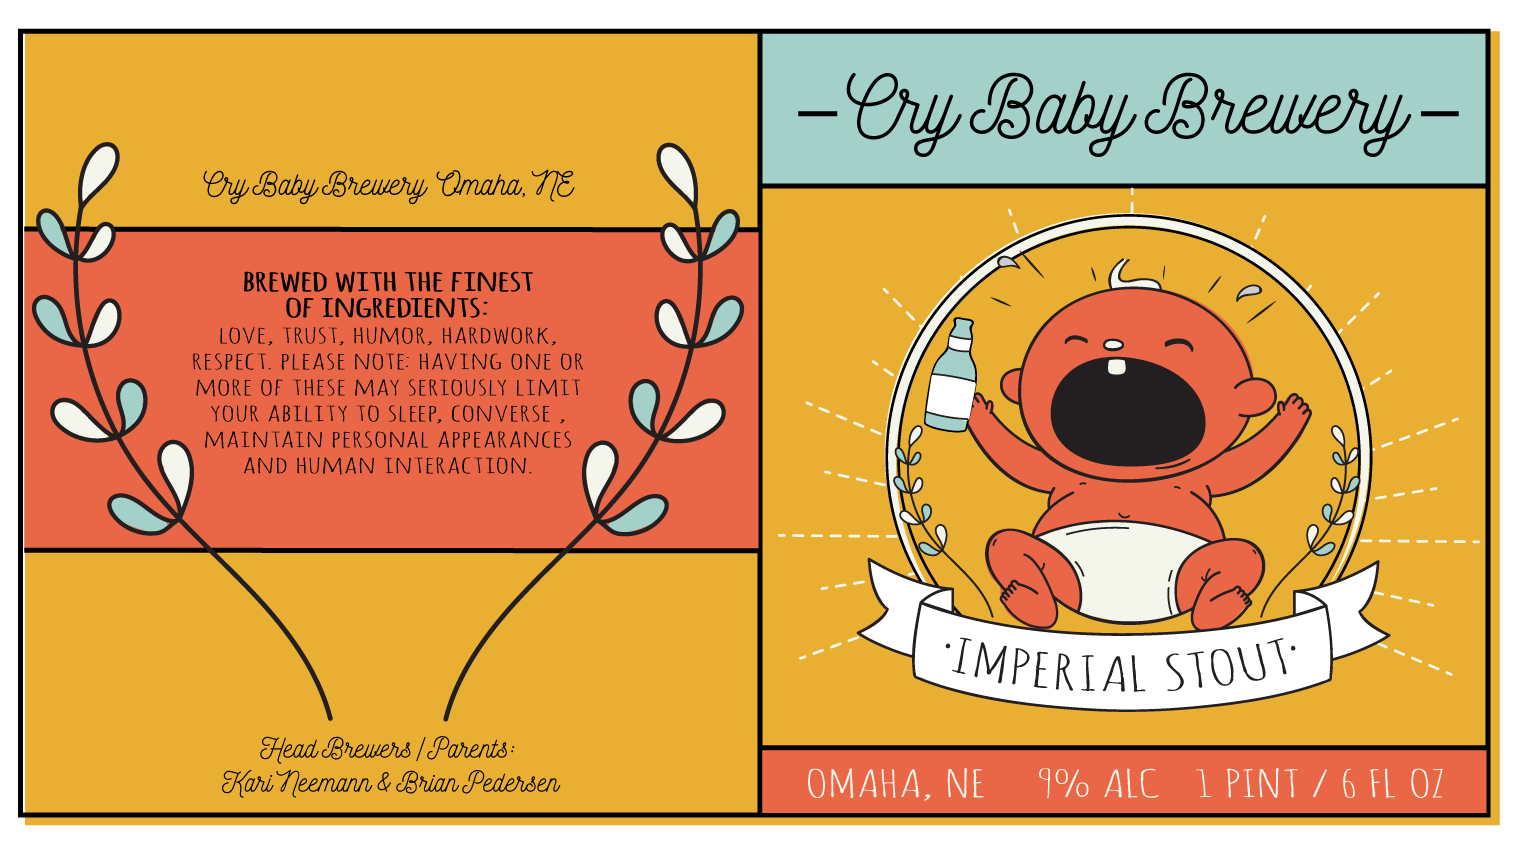 Cry Baby Brewery Omaha, NE
BREWED WITH THE FINEST
OF INGREDIENTS:
LOVE, TRUST, HUMOR, HARDWORK,
RESPECT. PLEASE NOTE: HAVING ONE OR
MORE OF THESE MAY SERIOUSLY LIMIT
YOUR ABILITY TO SLEEP, CONVERSE ,
MAINTAIN PERSONAL APPEARANCES
AND HUMAN INTERACTION.
Head Brewers / Parents:
Kari Neemann & Brian Pedersen
–Cry Baby Brewery–
·IMPERIAL STOUT·
OMAHA, NE 9% ALC 1 PINT / 6 FL OZ